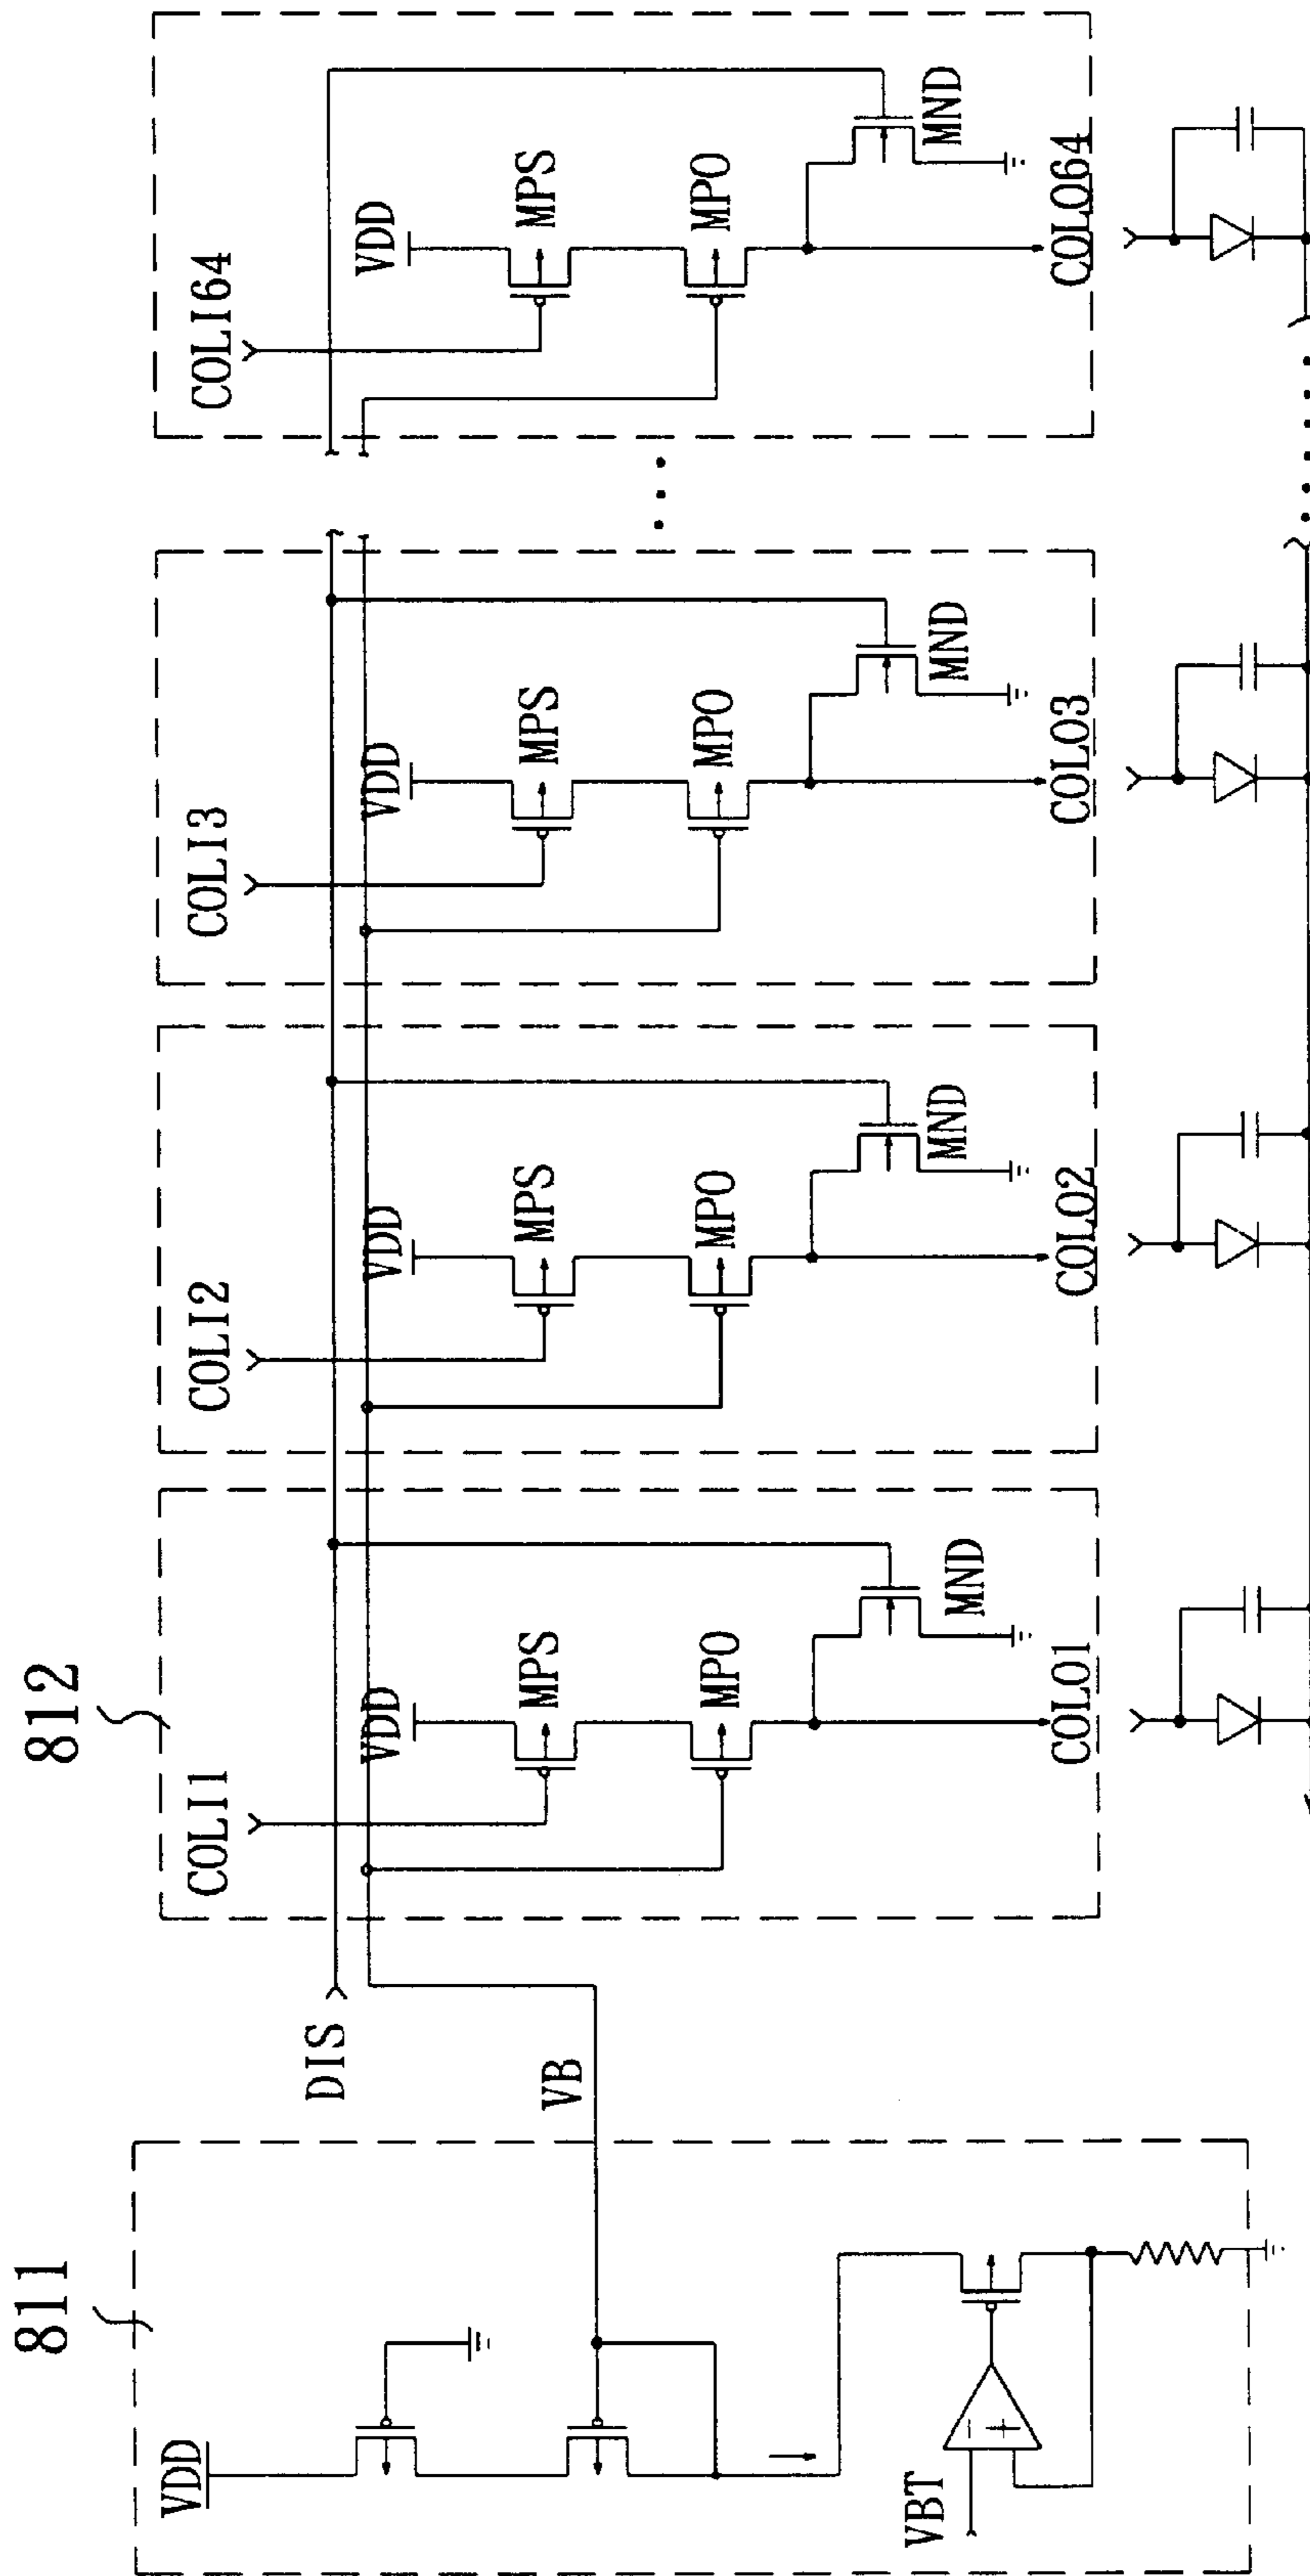 811
VDD
VBT
VB
DIS
812
COLI1
VDD
MPS
MPO
MND
COLO1
COLI2
VDD
MPS
MPO
MND
COLO2
COLI3
VDD
MPS
MPO
MND
COLO3
COLI64
VDD
MPS
MPO
MND
COLO64